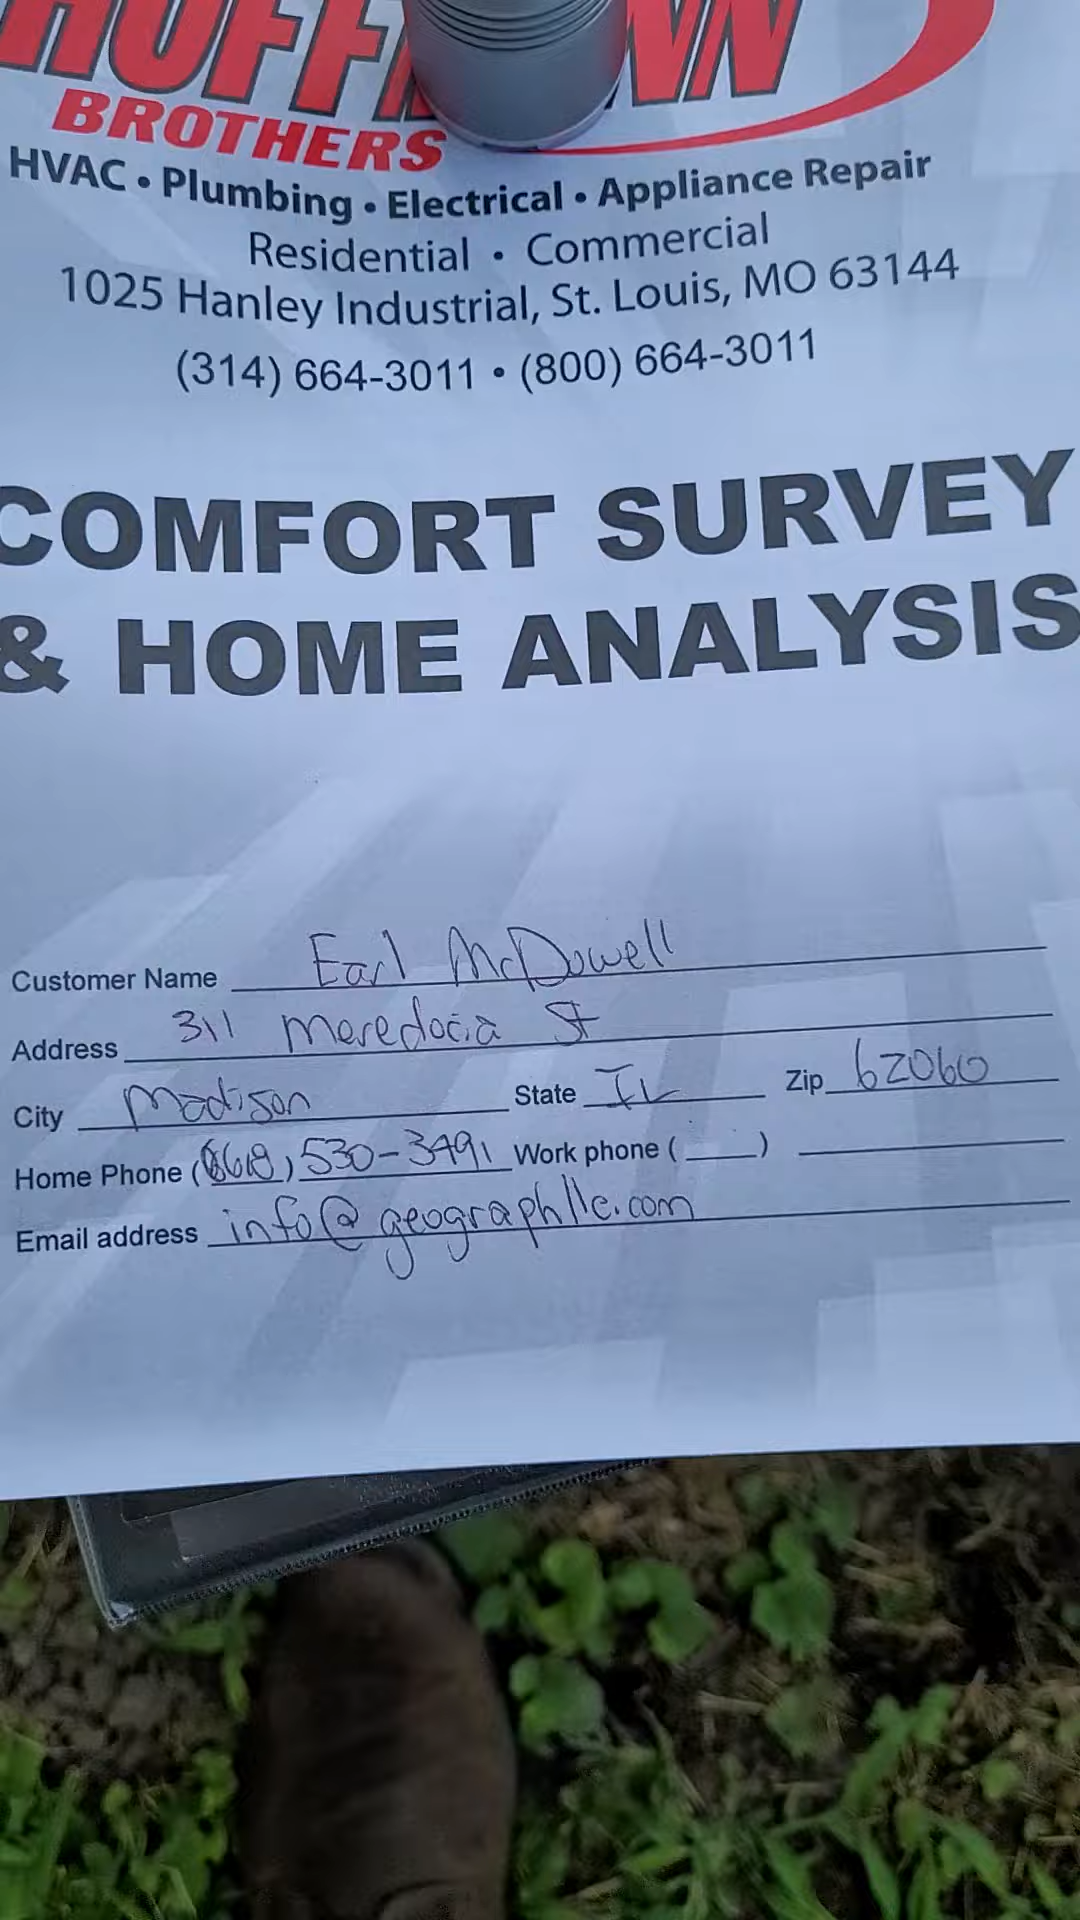 BROTHERS
HVAC • Plumbing • Electrical • Appliance Repair
Residential • Commercial
1025 Hanley Industrial, St. Louis, MO 63144
(314) 664-3011 • (800) 664-3011
COMFORT SURVEY
& HOME ANALYSIS
Customer Name Earl McDowell
Address 311 Meredocia St
City Madison State IL Zip 62060
Home Phone (618) 530-3491 Work phone (___)
Email address info@geographllc.com